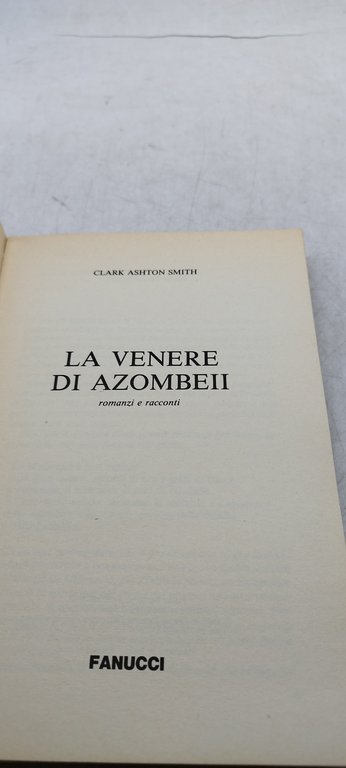 CLARK ASHTON SMITH
LA VENERE
DI AZOMBEII
romanzi e racconti
FANUCCI